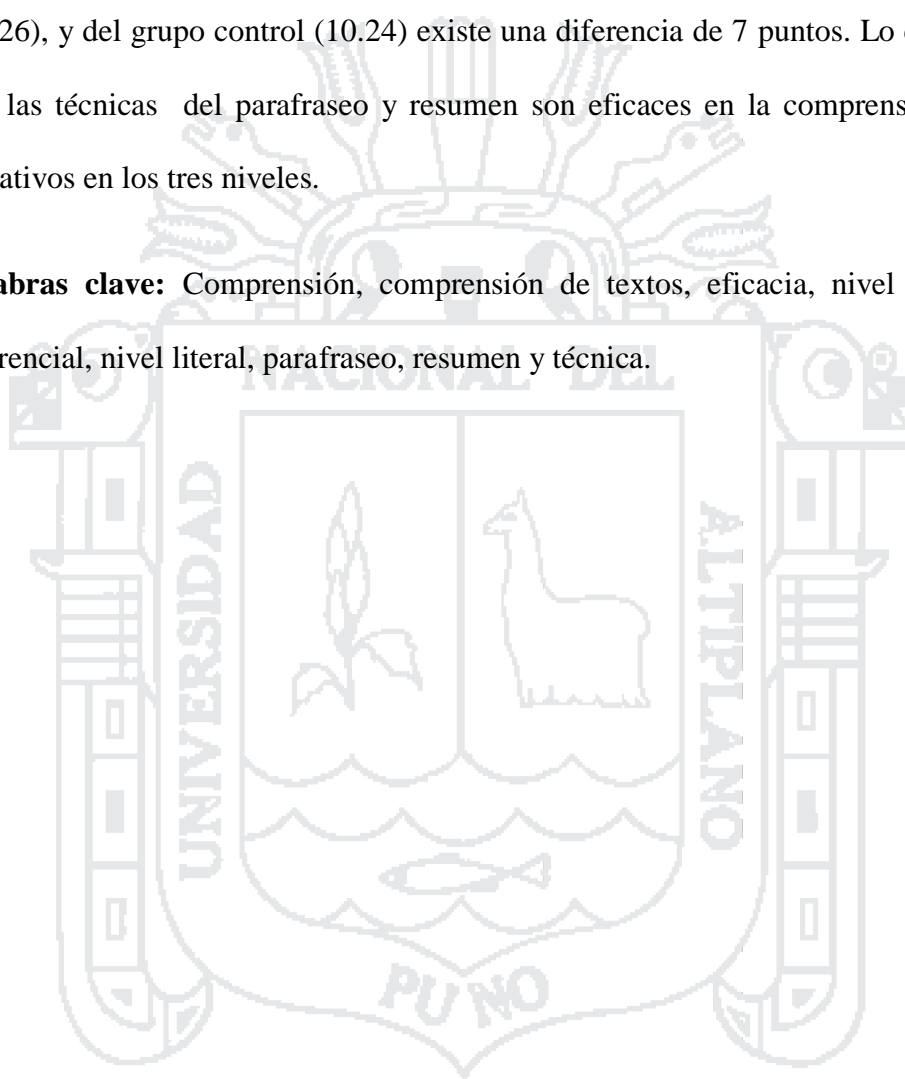 26), y del grupo control (10.24) existe una diferencia de 7 puntos. Lo
las técnicas del parafraseo y resumen son eficaces en la comprens
ativos en los tres niveles.
abras clave: Comprensión, comprensión de textos, eficacia, nivel
rencial, nivel literal, parafraseo, resumen y técnica.
NACIONAL DEL
UNIVERSIDAD
ALTIPLANO
PUNO